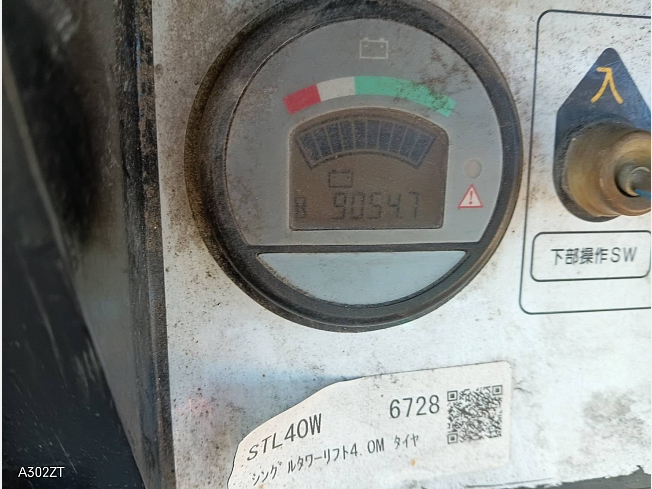 入
B 9054.7
下部操作SW
STL40W 6728
シングルタワーリフト4.0M タイヤ
A302ZT